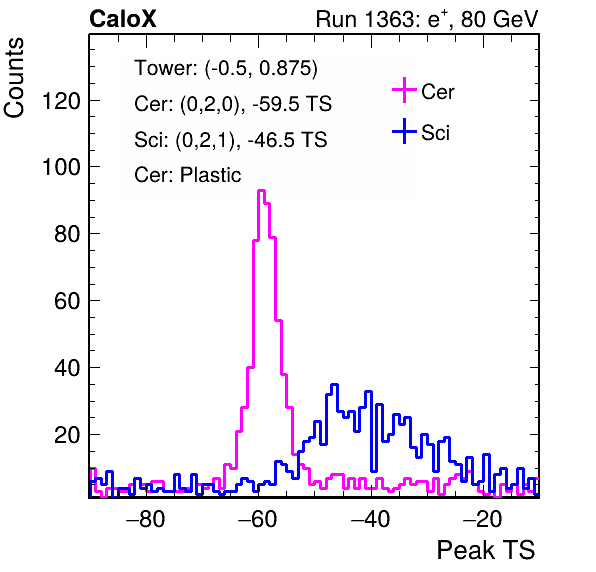 CaloX
Run 1363: e⁺, 80 GeV
Counts
Tower: (-0.5, 0.875)
Cer: (0,2,0), -59.5 TS
Sci: (0,2,1), -46.5 TS
Cer: Plastic
Cer
Sci
120
100
80
60
40
20
−80 −60 −40 −20
Peak TS